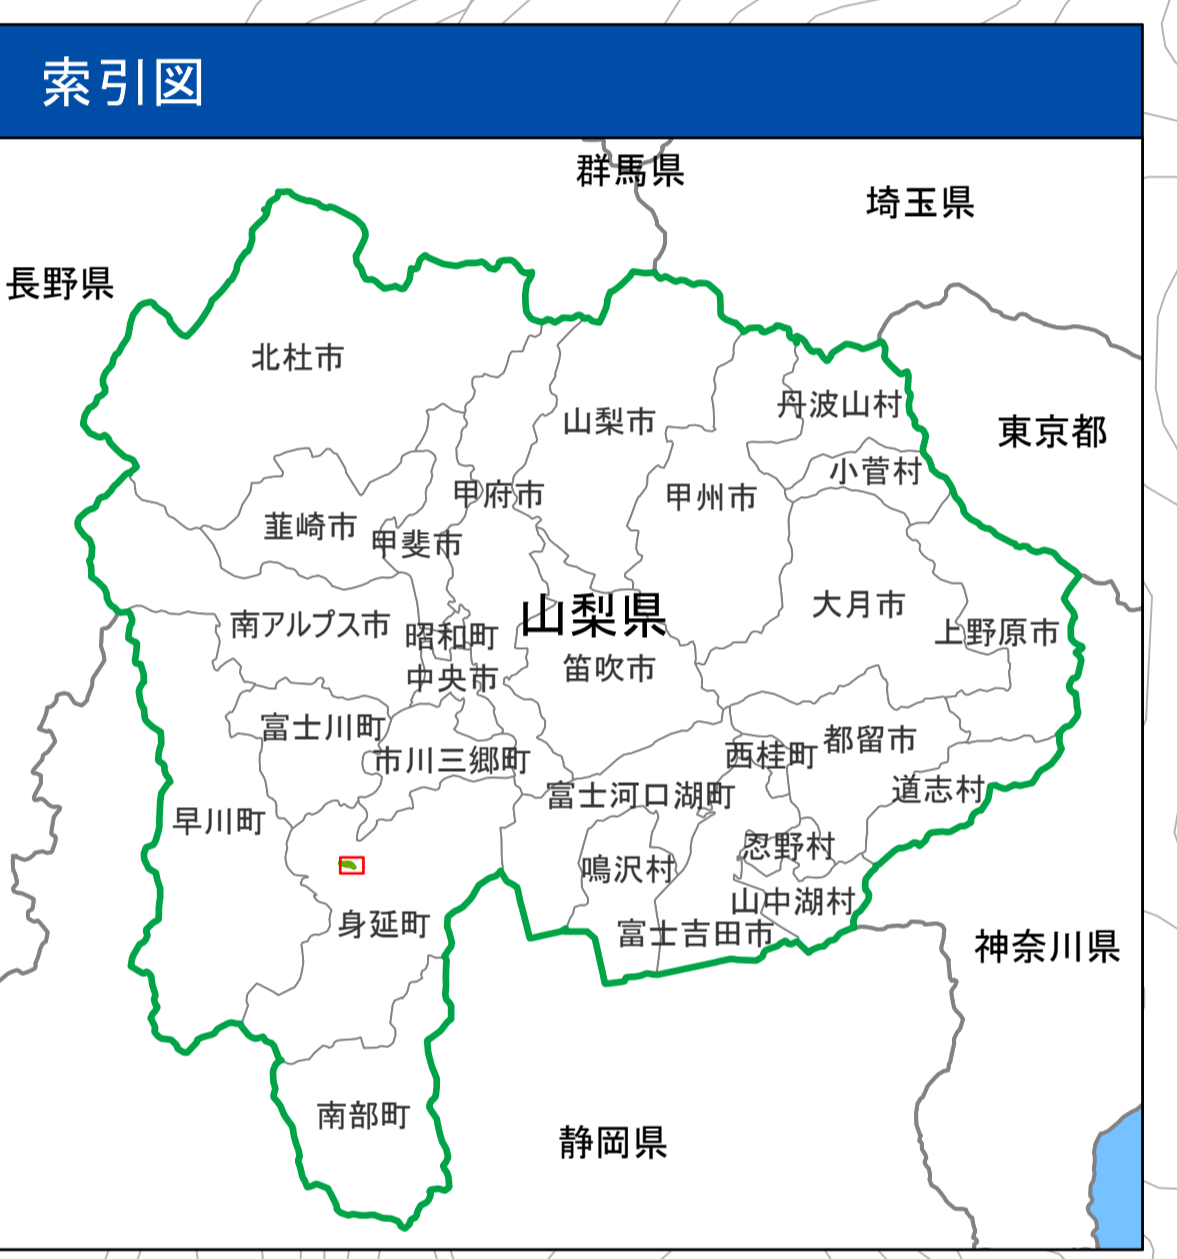 索引図
群馬県
埼玉県
長野県
北杜市
丹波山村
山梨市
東京都
小菅村
甲府市
甲州市
韮崎市
甲斐市
山梨県
大月市
南アルプス市
昭和町
上野原市
笛吹市
中央市
富士川町
都留市
西桂町
市川三郷町
道志村
富士河口湖町
早川町
忍野村
鳴沢村
山中湖村
身延町
富士吉田市
神奈川県
南部町
静岡県